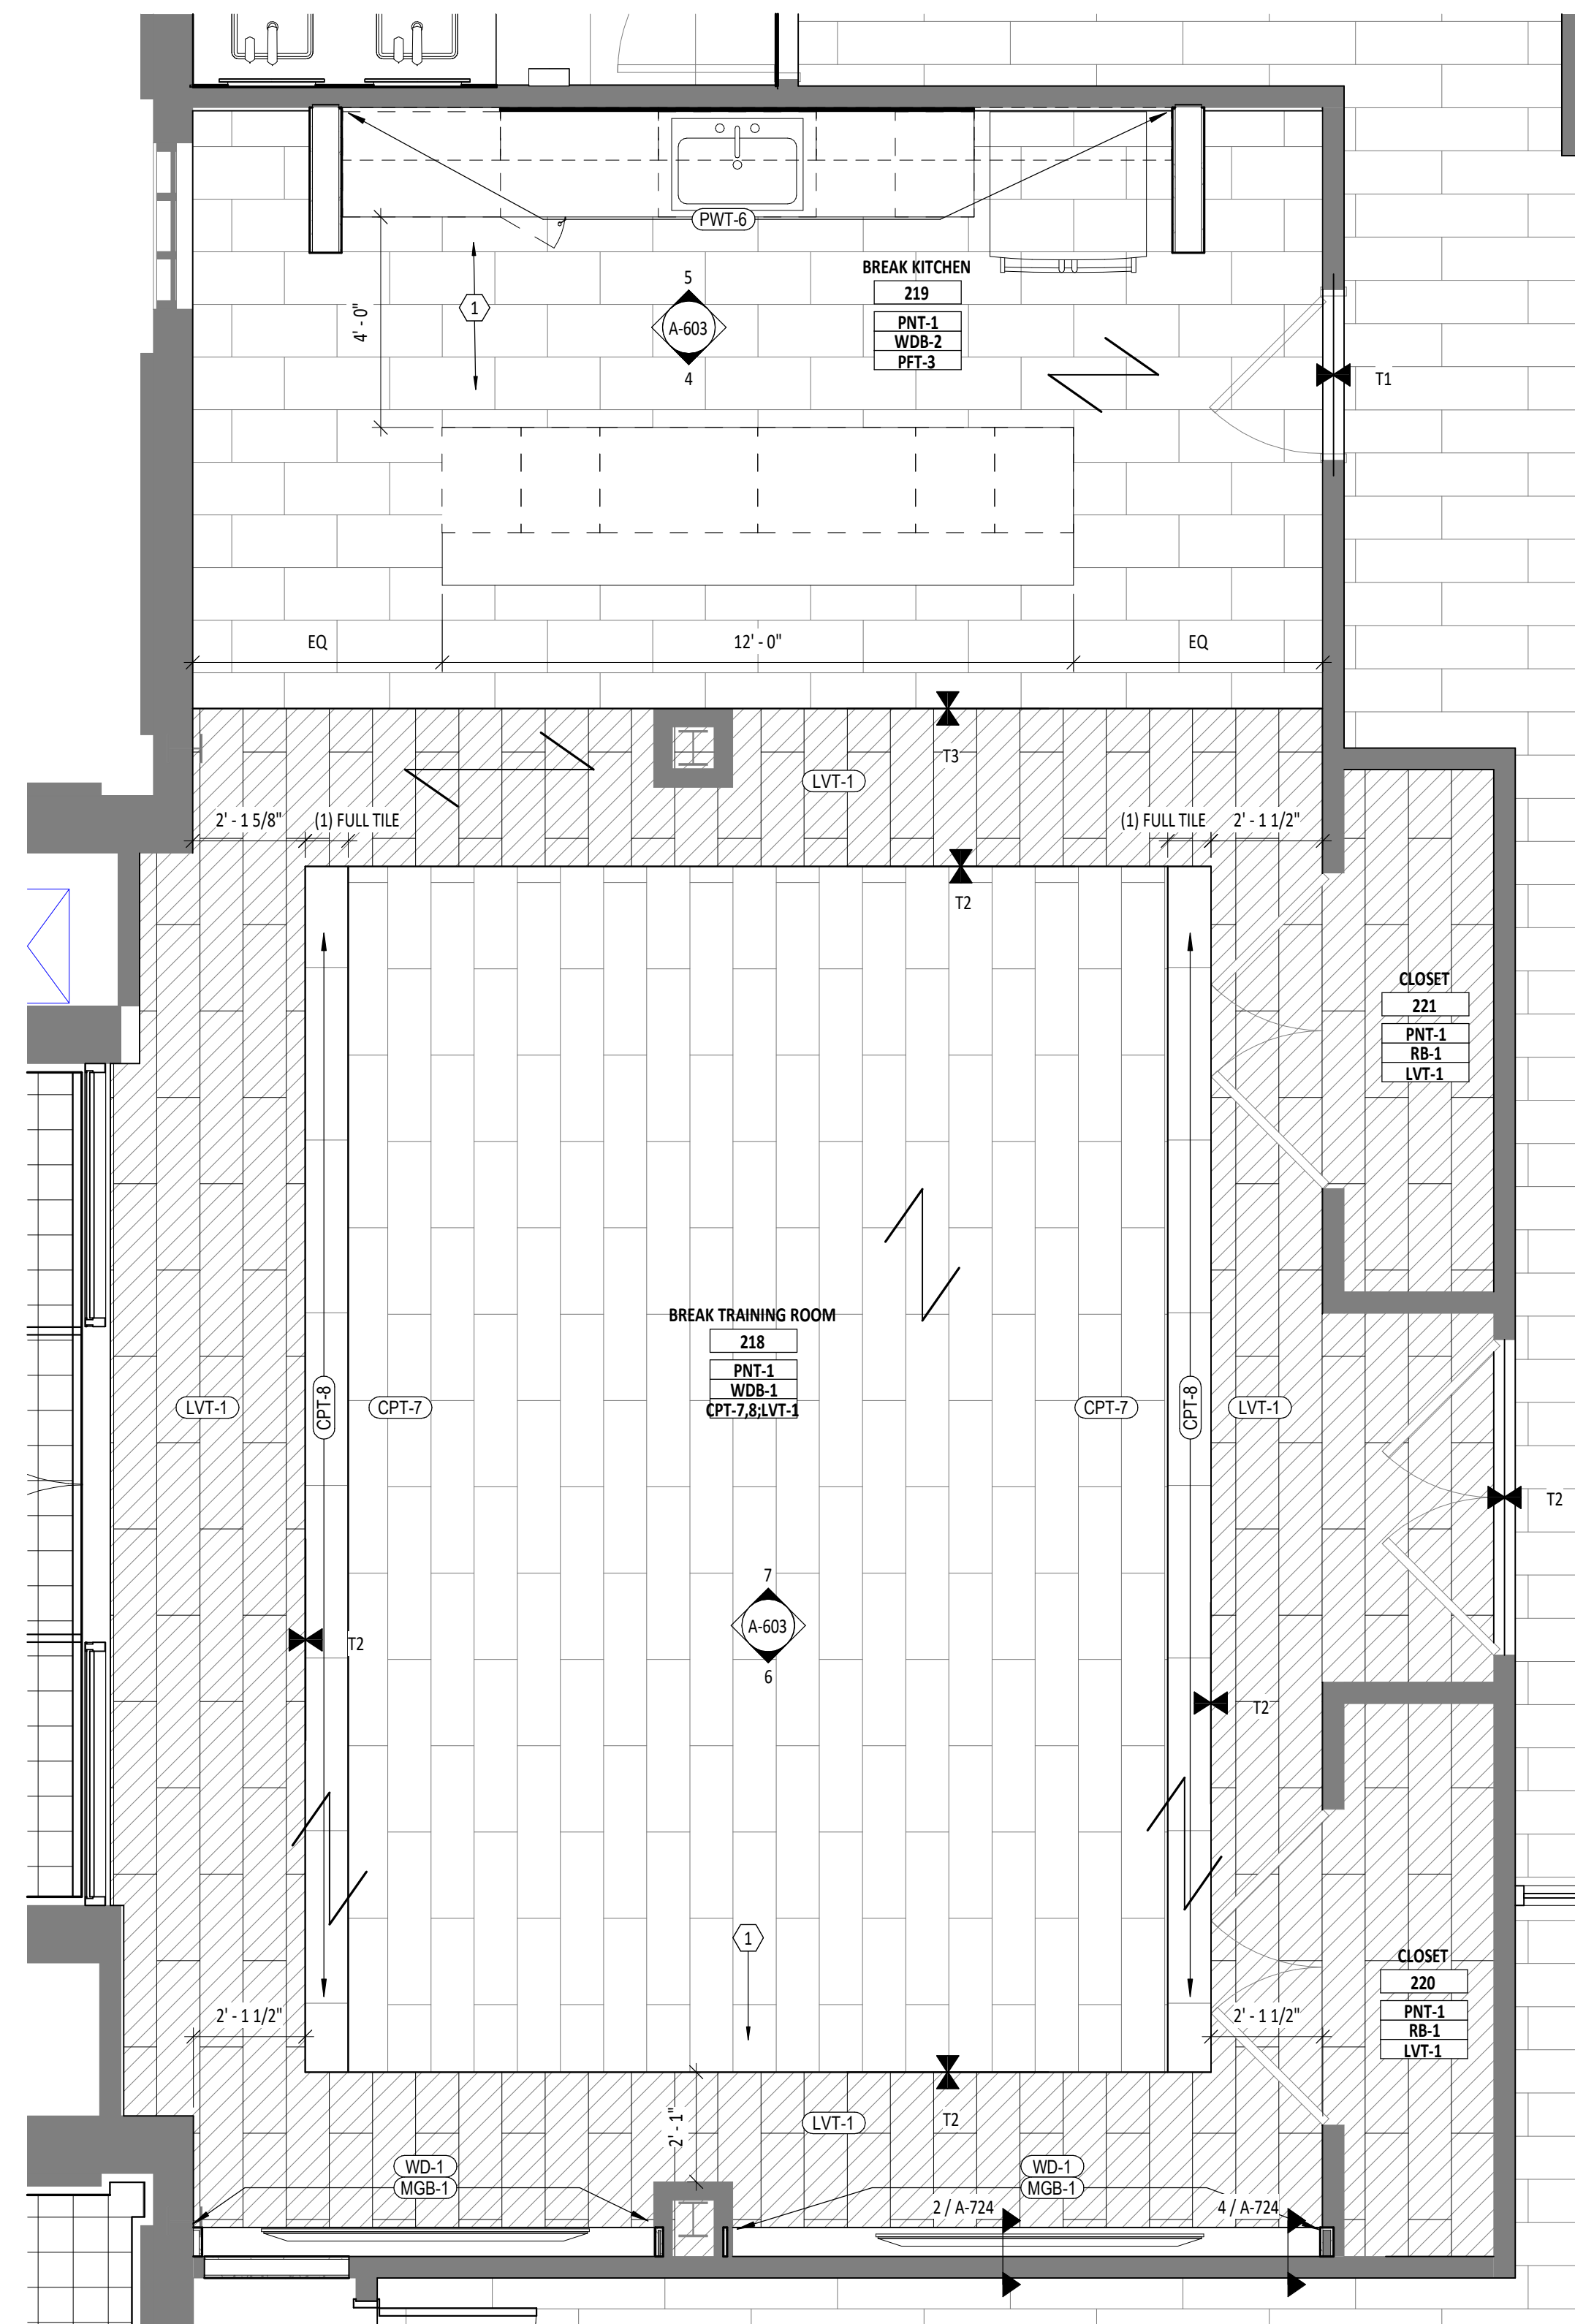 PWT-6
BREAK KITCHEN
219
PNT-1
WDB-2
PFT-3
5
A-603
4
1
4' - 0"
T1
EQ
12' - 0"
EQ
T3
LVT-1
2' - 1 5/8"
(1) FULL TILE
(1) FULL TILE
2' - 1 1/2"
T2
CLOSET
221
PNT-1
RB-1
LVT-1
BREAK TRAINING ROOM
218
PNT-1
WDB-1
CPT-7,8;LVT-1
LVT-1
CPT-8
CPT-7
CPT-7
CPT-8
LVT-1
T2
7
A-603
6
T2
T2
1
CLOSET
220
PNT-1
RB-1
LVT-1
2' - 1 1/2"
2' - 1 1/2"
2' - 1"
LVT-1
T2
WD-1
MGB-1
WD-1
MGB-1
2 / A-724
4 / A-724